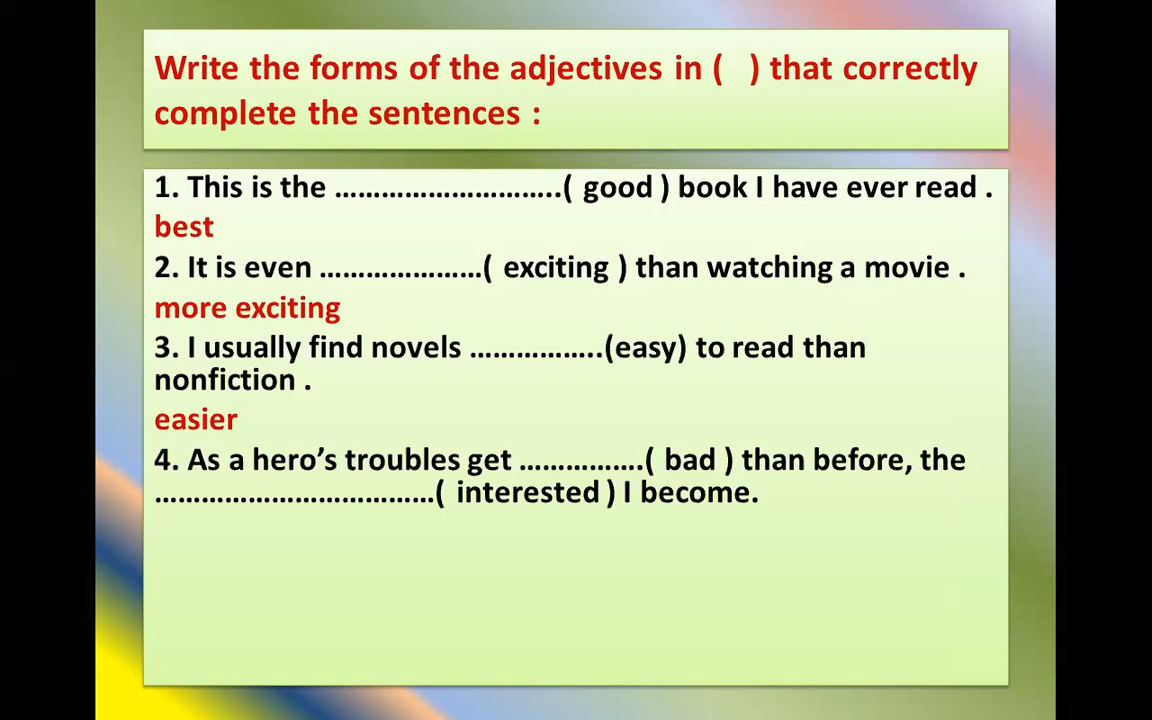 Write the forms of the adjectives in (   ) that correctly
complete the sentences :
1. This is the ………………………..( good ) book I have ever read .
best
2. It is even …………………( exciting ) than watching a movie .
more exciting
3. I usually find novels ……………..(easy) to read than
nonfiction .
easier
4. As a hero’s troubles get …………….( bad ) than before, the
………………………………( interested ) I become.